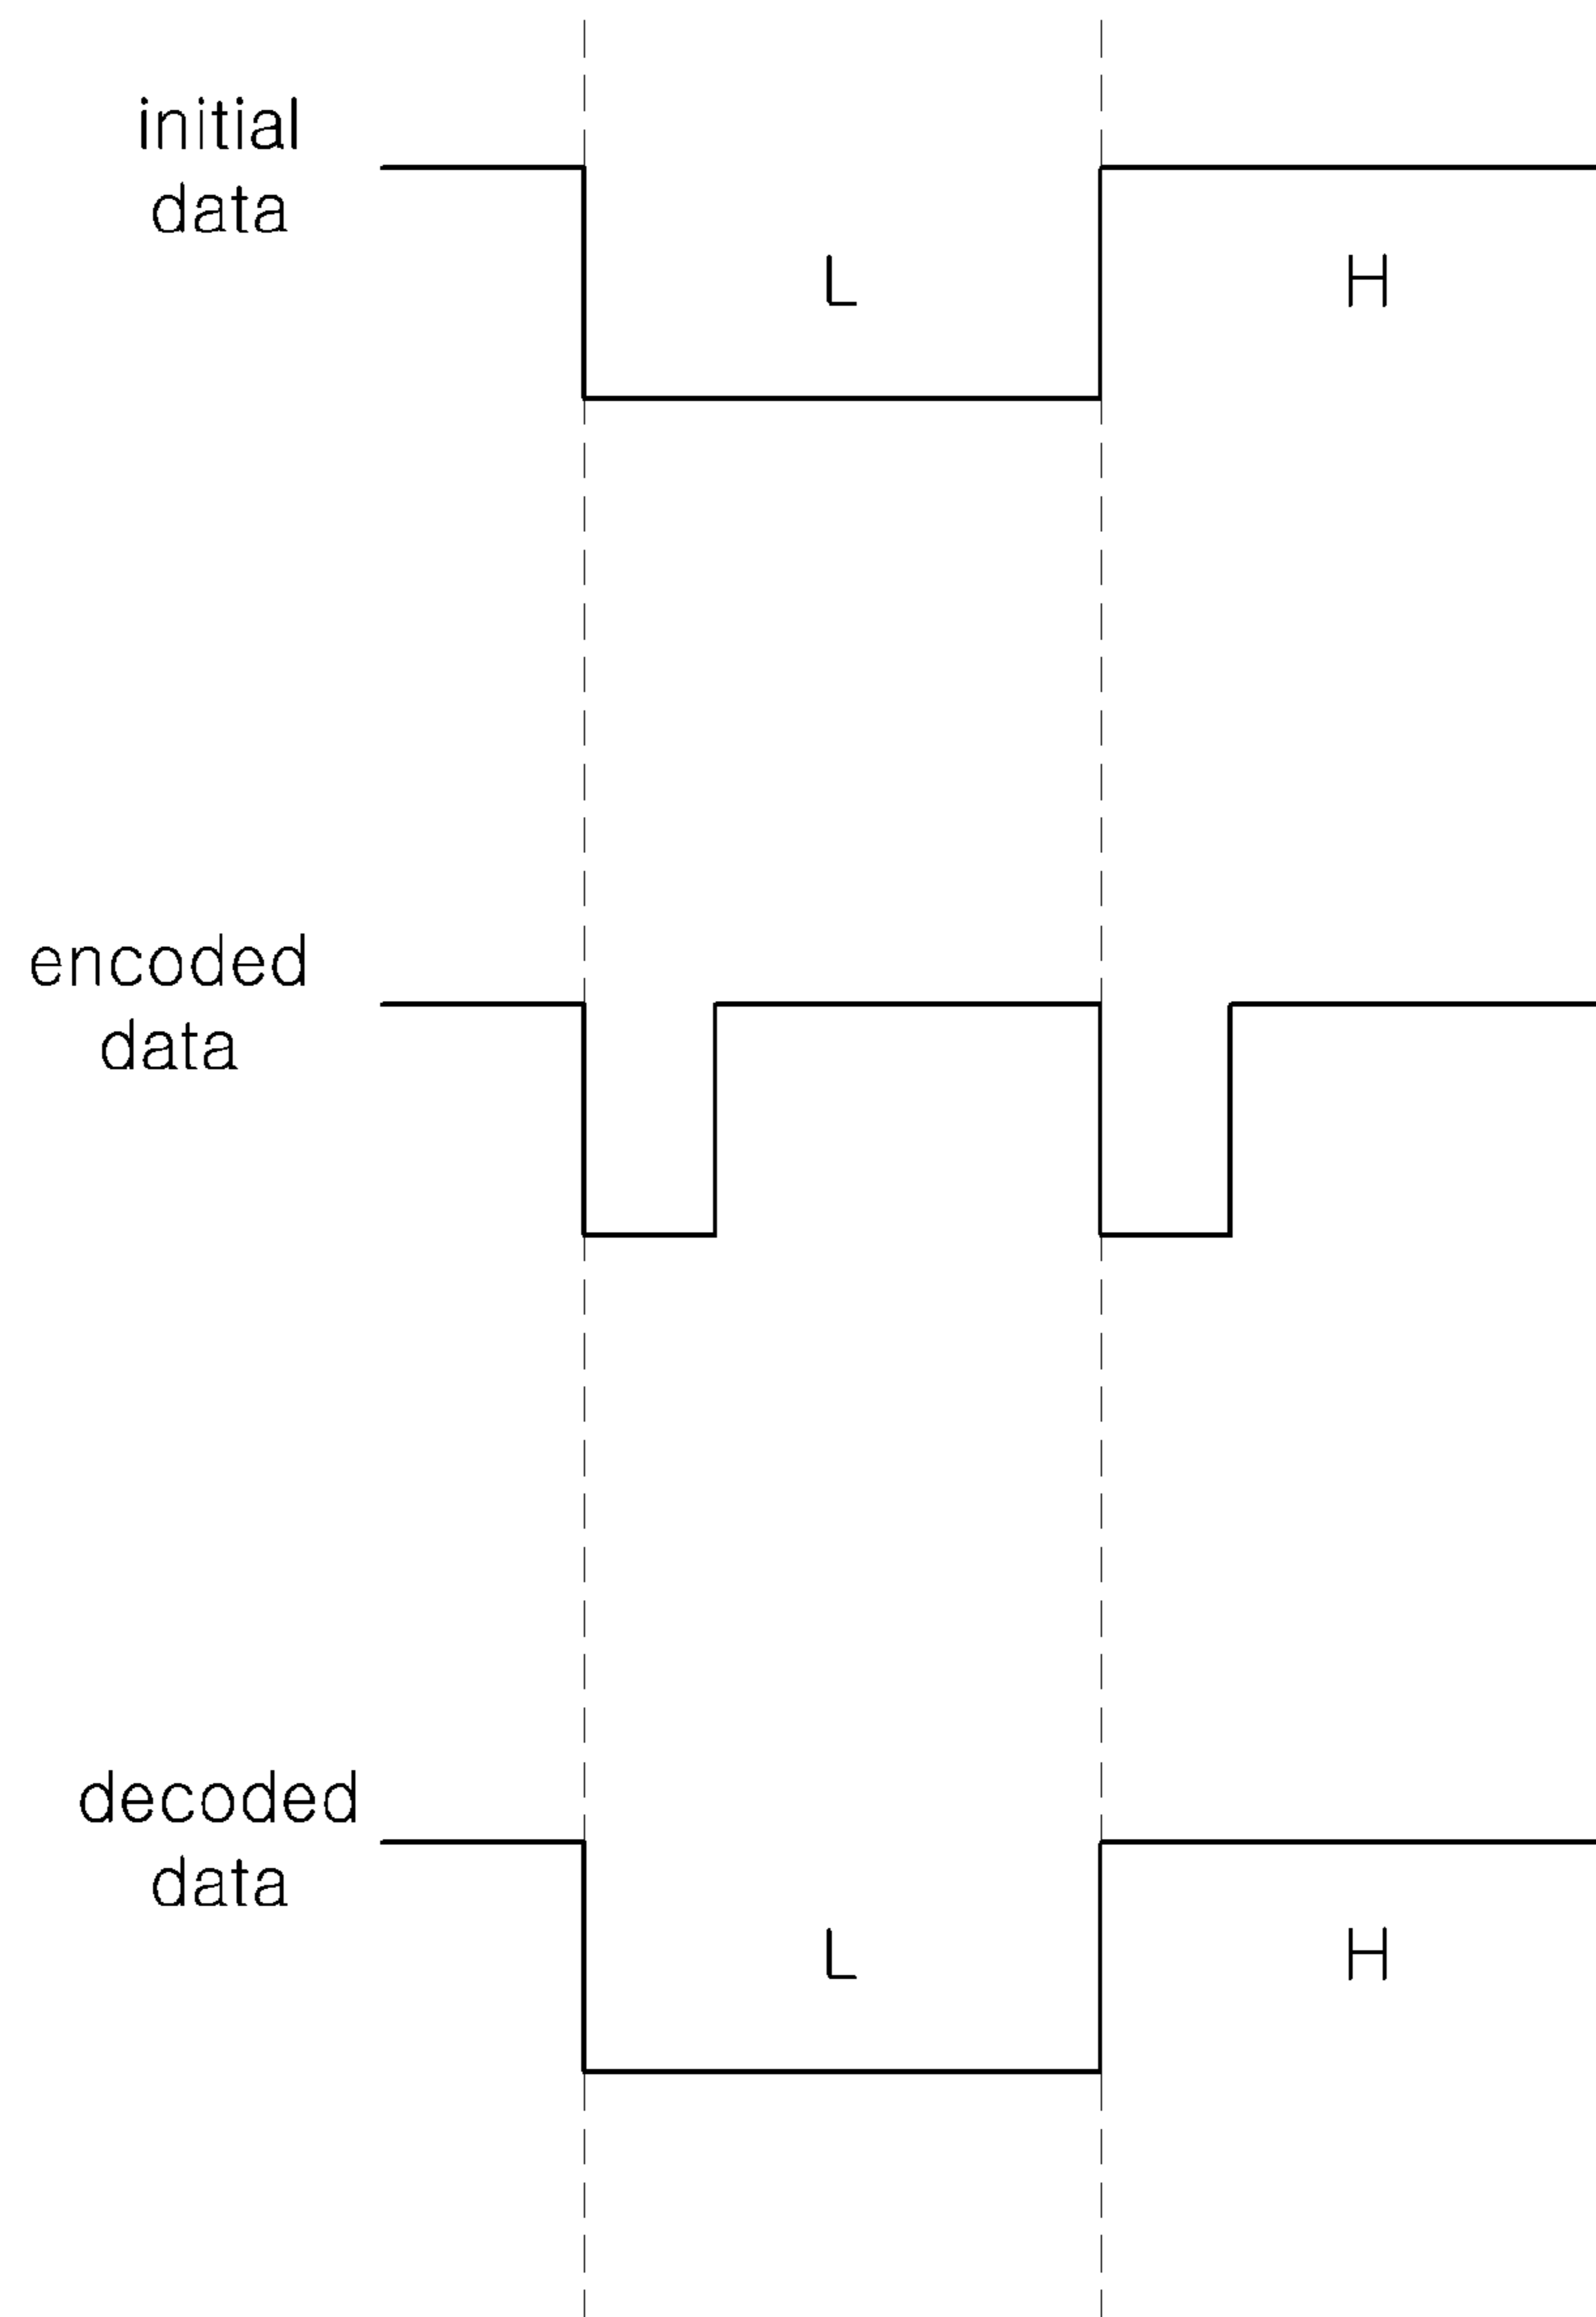 initial
data
L
H
encoded
data
decoded
data
L
H